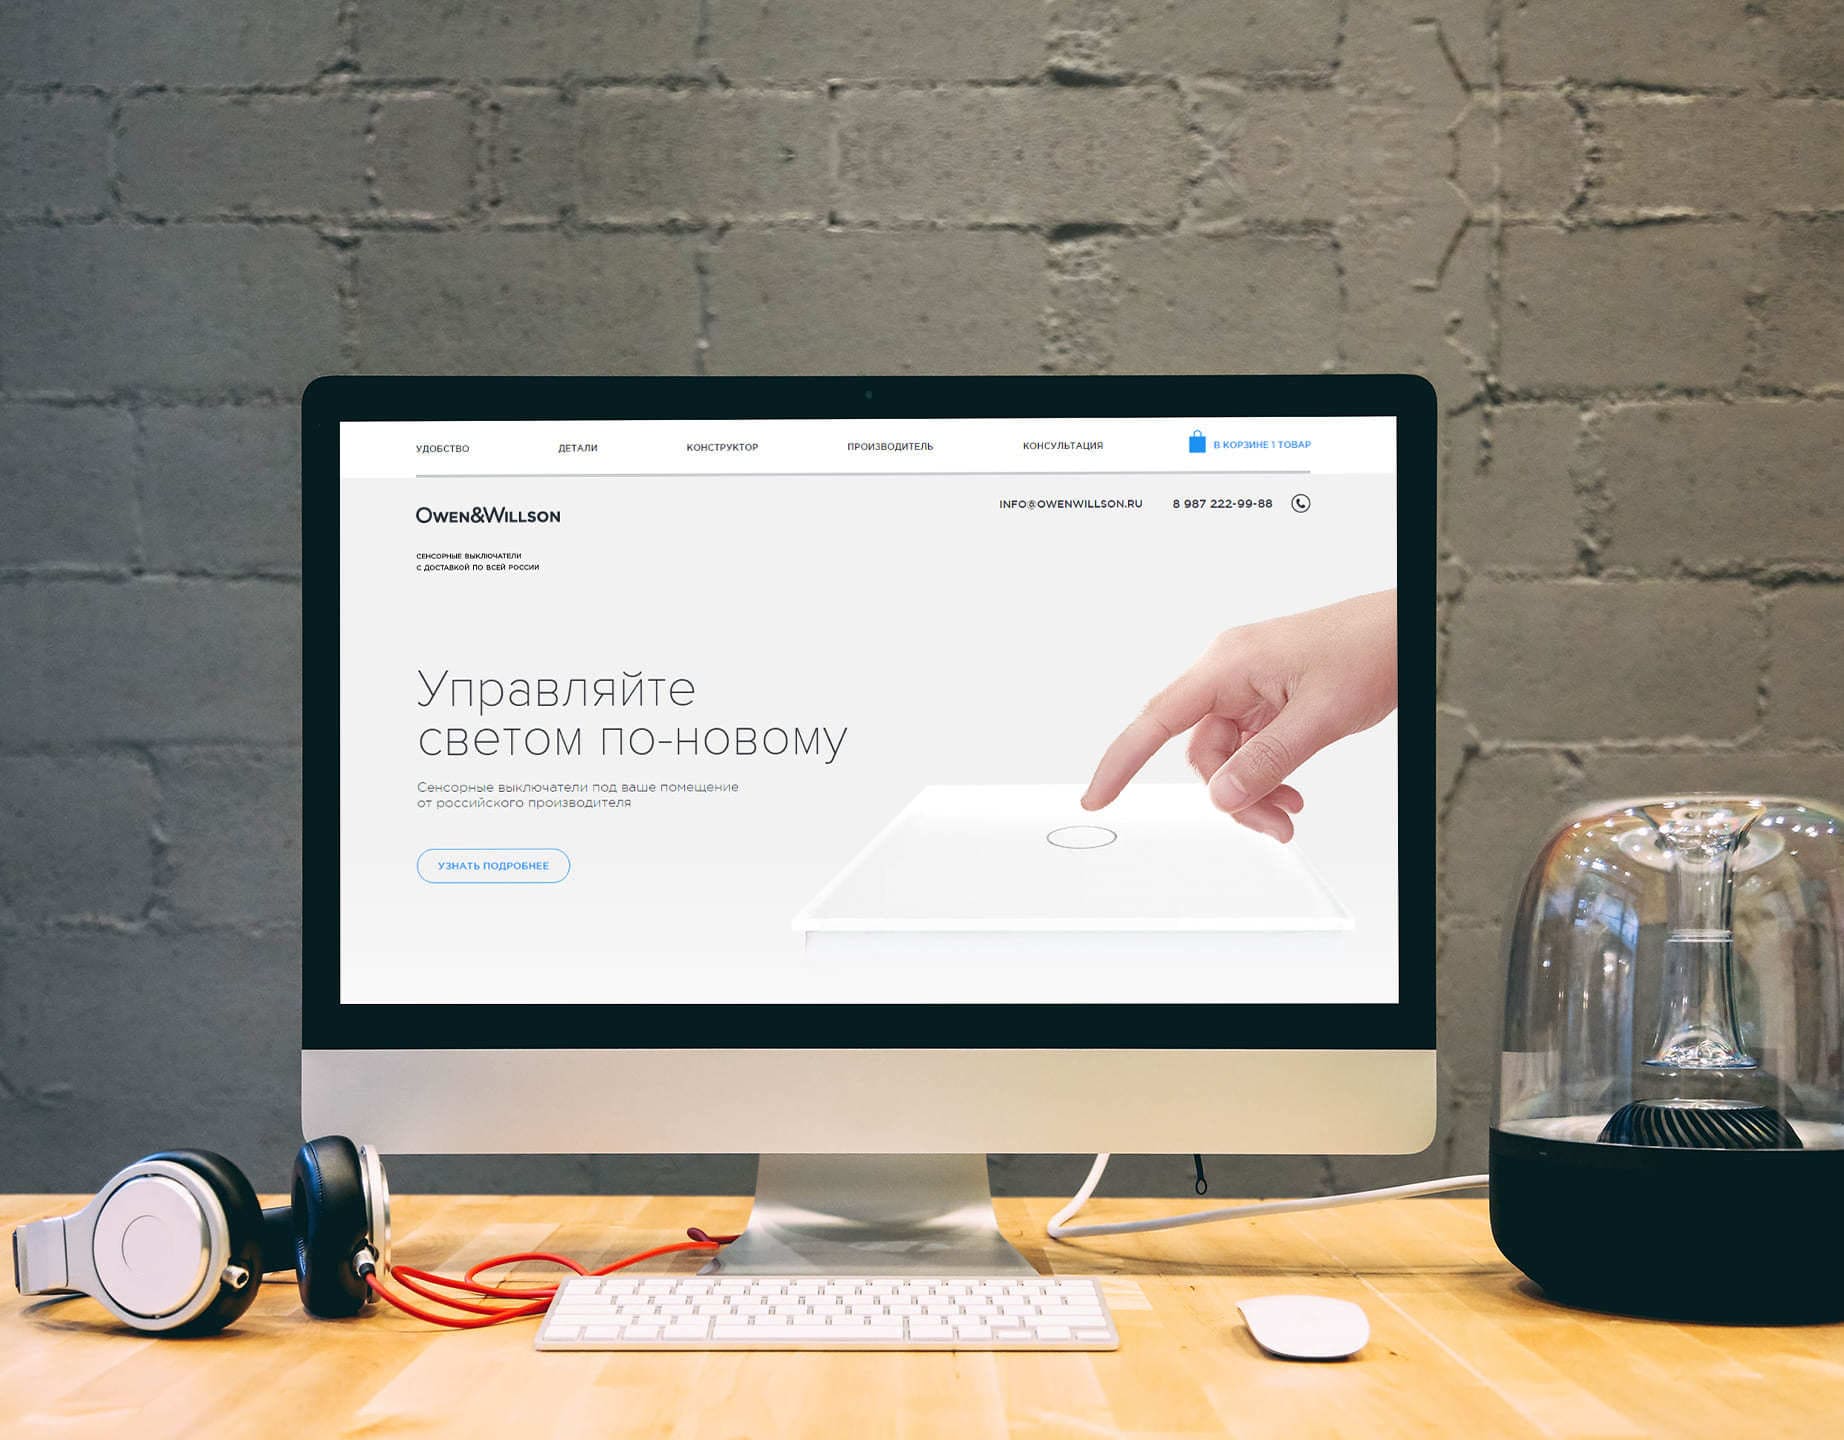 УДОБСТВО ДЕТАЛИ КОНСТРУКТОР ПРОИЗВОДИТЕЛЬ КОНСУЛЬТАЦИЯ В КОРЗИНЕ 1 ТОВАР
OWEN&WILLSON INFO@OWENWILLSON.RU 8 987 222-99-88
СЕНСОРНЫЕ ВЫКЛЮЧАТЕЛИ
С ДОСТАВКОЙ ПО ВСЕЙ РОССИИ
Управляйте
светом по-новому
Сенсорные выключатели под ваше помещение
от российского производителя
УЗНАТЬ ПОДРОБНЕЕ